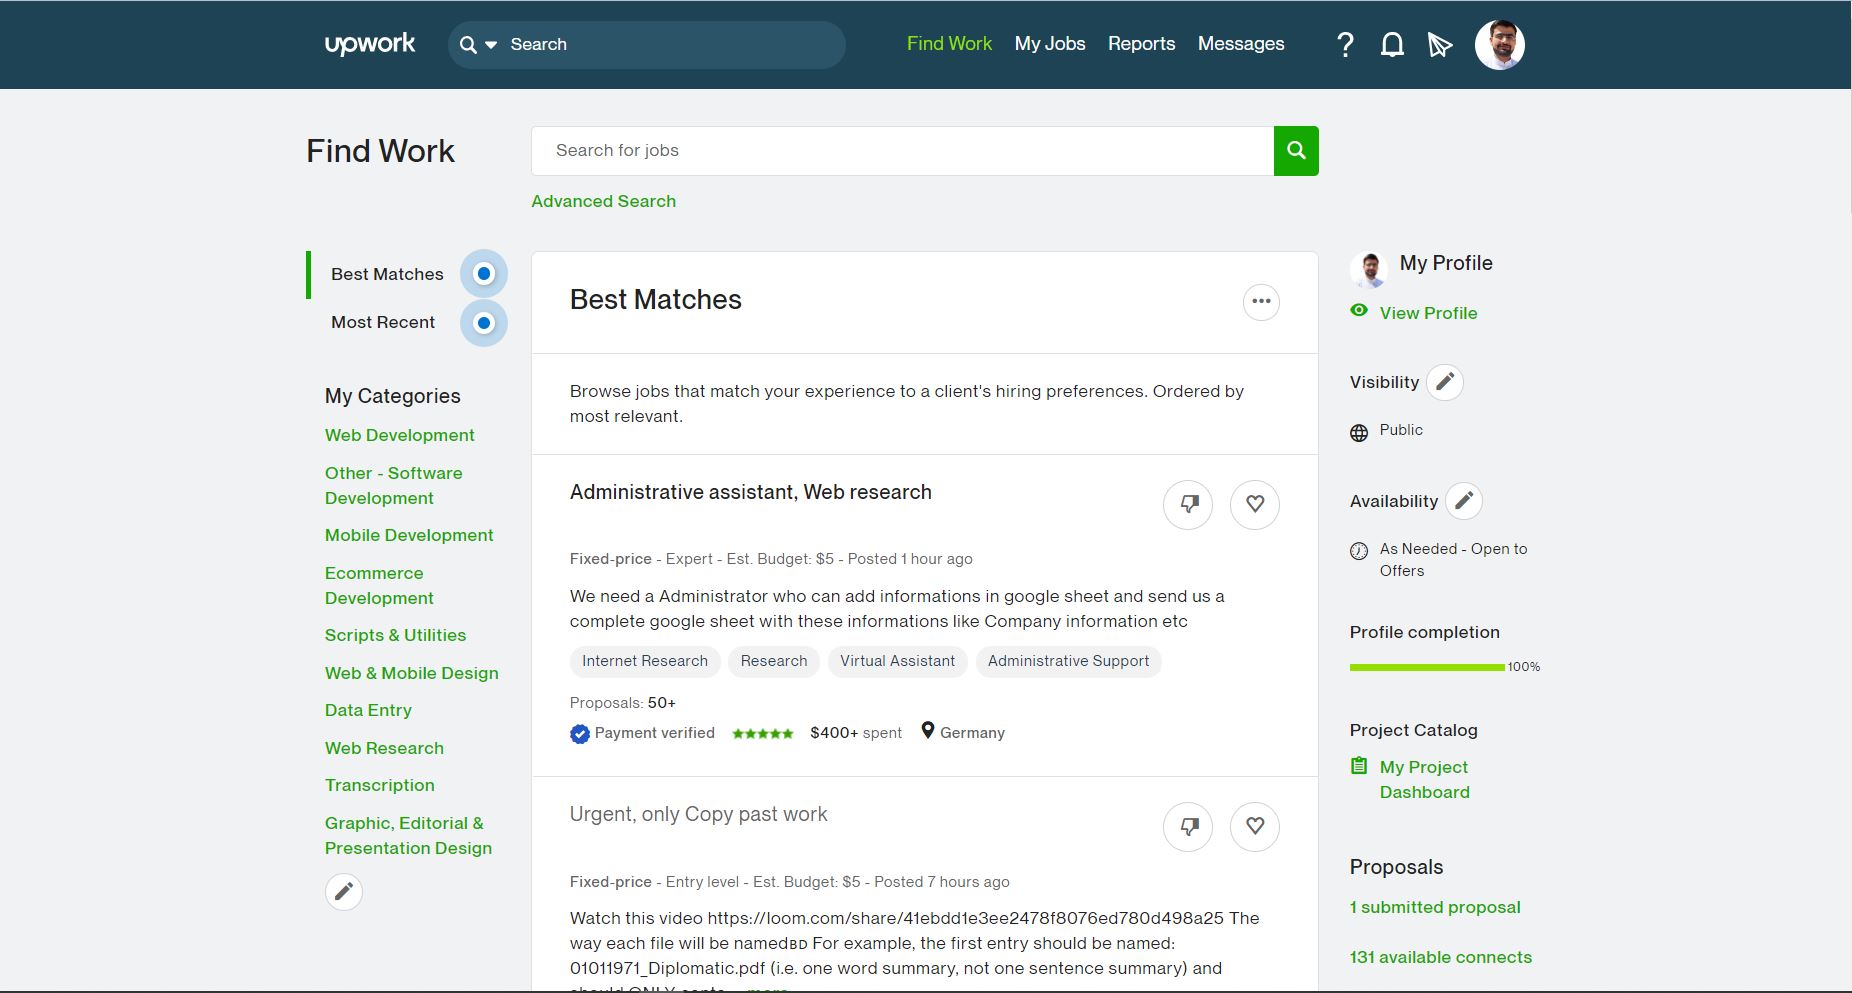 upwork
Search
Find Work
My Jobs
Reports
Messages
Find Work
Search for jobs
Advanced Search
Best Matches
Most Recent
My Categories
Web Development
Other - Software
Development
Mobile Development
Ecommerce
Development
Scripts & Utilities
Web & Mobile Design
Data Entry
Web Research
Transcription
Graphic, Editorial &
Presentation Design
Best Matches
Browse jobs that match your experience to a client's hiring preferences. Ordered by
most relevant.
Administrative assistant, Web research
Fixed-price - Expert - Est. Budget: $5 - Posted 1 hour ago
We need a Administrator who can add informations in google sheet and send us a
complete google sheet with these informations like Company information etc
Internet Research
Research
Virtual Assistant
Administrative Support
Proposals: 50+
Payment verified
$400+ spent
Germany
Urgent, only Copy past work
Fixed-price - Entry level - Est. Budget: $5 - Posted 7 hours ago
Watch this video https://loom.com/share/41ebdd1e3ee2478f8076ed780d498a25 The
way each file will be namedʙᴅ For example, the first entry should be named:
01011971_Diplomatic.pdf (i.e. one word summary, not one sentence summary) and
should ONLY
more
My Profile
View Profile
Visibility
Public
Availability
As Needed - Open to
Offers
Profile completion
100%
Project Catalog
My Project
Dashboard
Proposals
1 submitted proposal
131 available connects